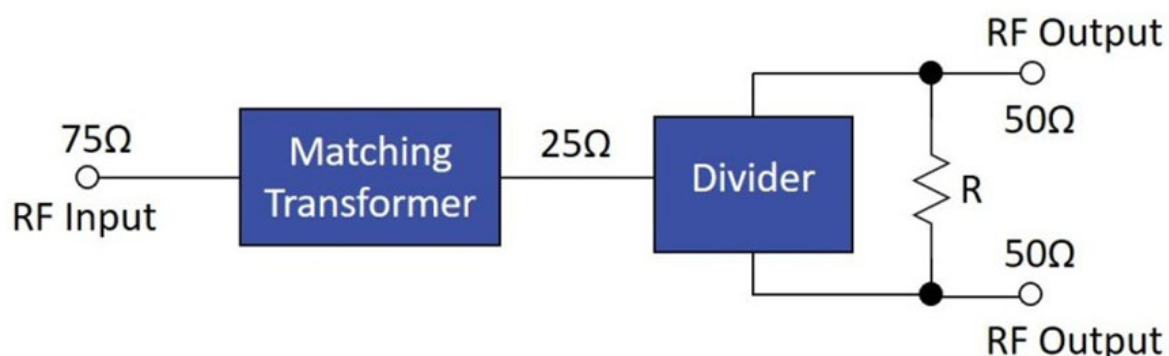 75Ω
RF Input
Matching
Transformer
25Ω
Divider
RF Output
50Ω
R
50Ω
RF Output